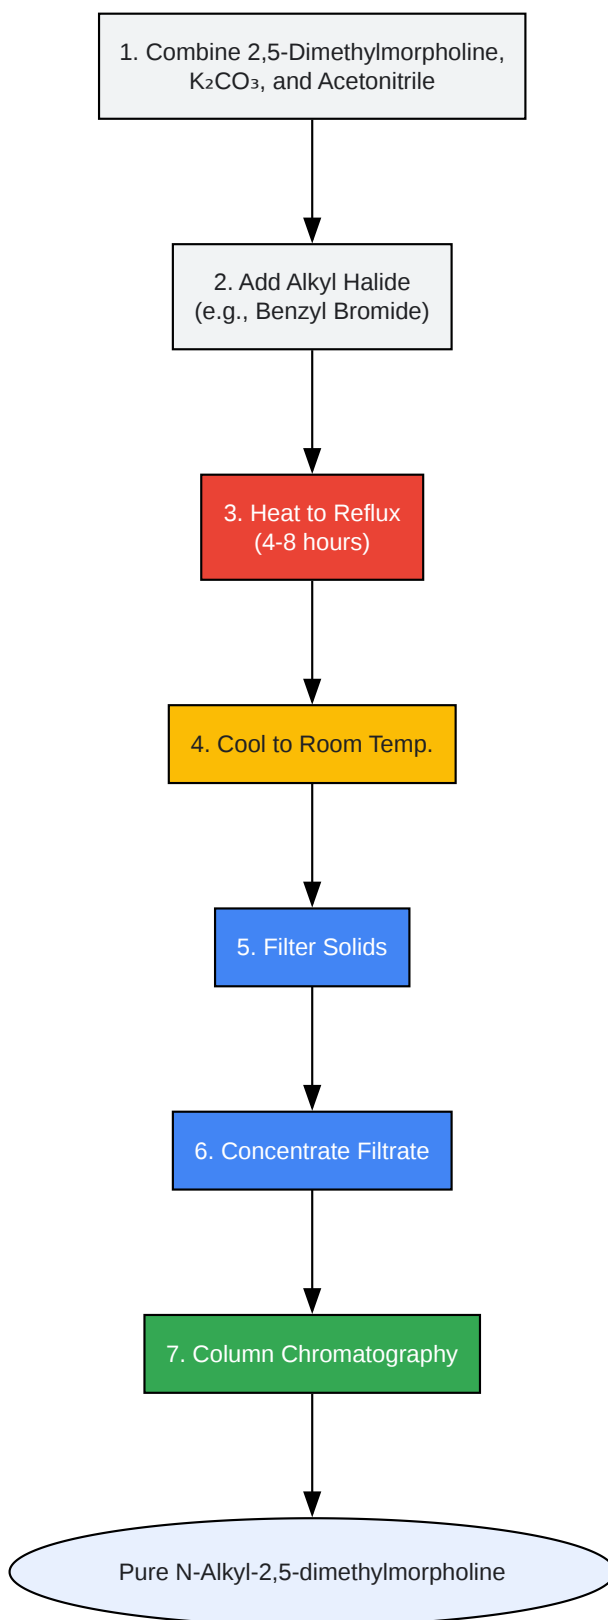 1. Combine 2,5-Dimethylmorpholine,
K₂CO₃, and Acetonitrile
2. Add Alkyl Halide
(e.g., Benzyl Bromide)
3. Heat to Reflux
(4-8 hours)
4. Cool to Room Temp.
5. Filter Solids
6. Concentrate Filtrate
7. Column Chromatography
Pure N-Alkyl-2,5-dimethylmorpholine